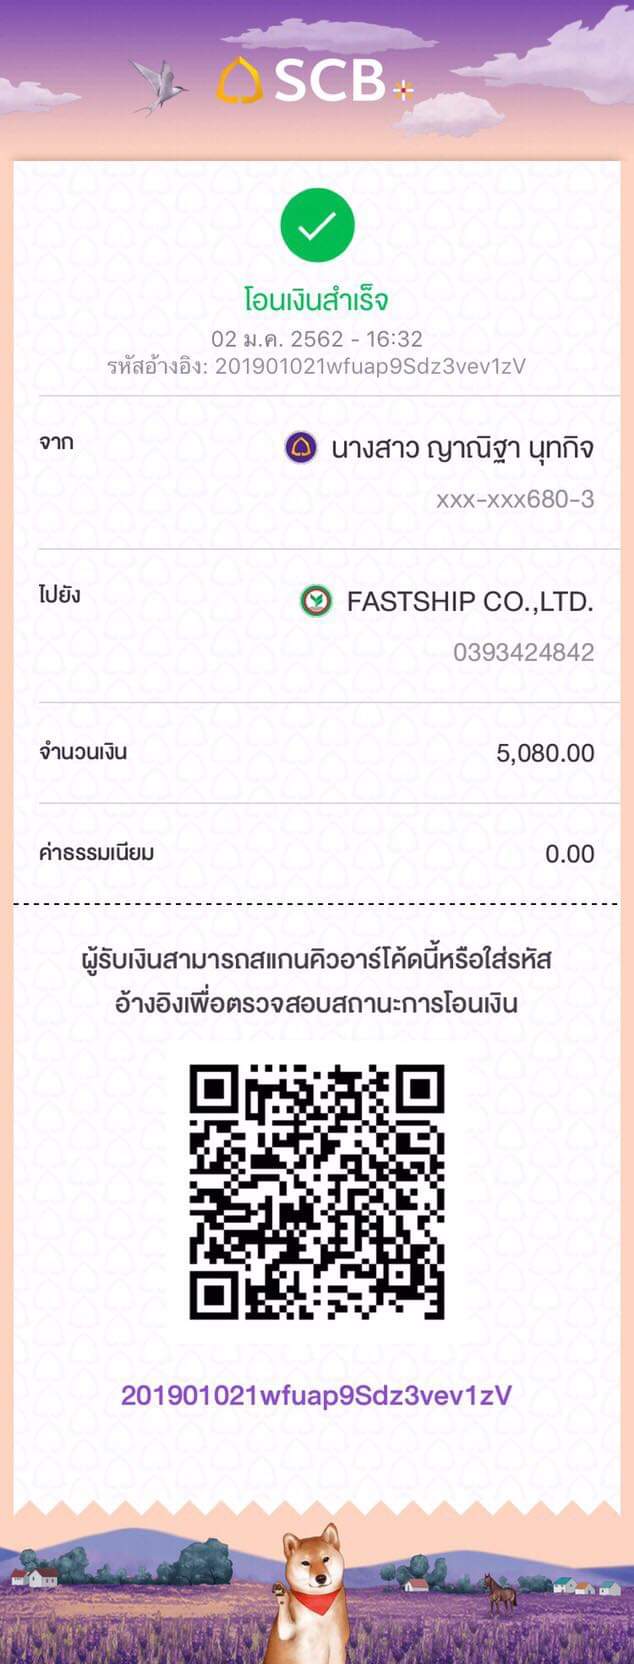 SCB
โอนเงินสำเร็จ
02 ม.ค. 2562 - 16:32
รหัสอ้างอิง: 201901021wfuap9Sdz3vev1zV
จาก นางสาว ญาณิฐา นุทกิจ
xxx-xxx680-3
ไปยัง FASTSHIP CO.,LTD.
0393424842
จำนวนเงิน 5,080.00
ค่าธรรมเนียม 0.00
ผู้รับเงินสามารถสแกนคิวอาร์โค้ดนี้หรือใส่รหัส
อ้างอิงเพื่อตรวจสอบสถานะการโอนเงิน
201901021wfuap9Sdz3vev1zV